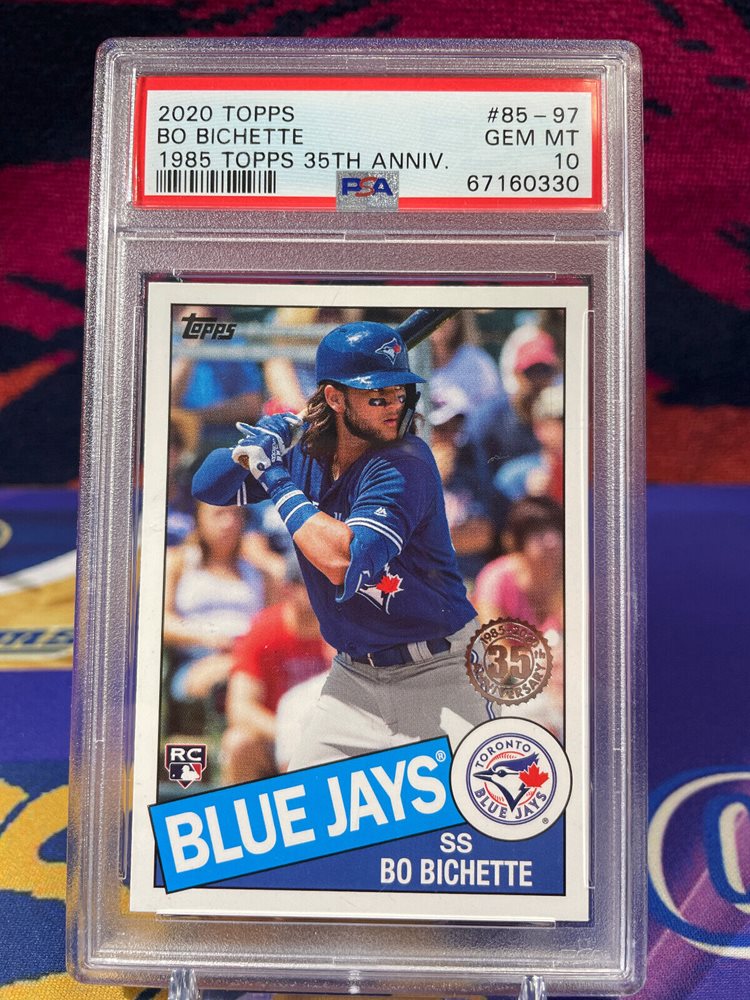 2020 TOPPS #85-97
BO BICHETTE GEM MT
1985 TOPPS 35TH ANNIV. 10
PSA 67160330
Topps
1985-2020
35th
ANNIVERSARY
RC
BLUE JAYS®
TORONTO
BLUE JAYS
®
SS
BO BICHETTE